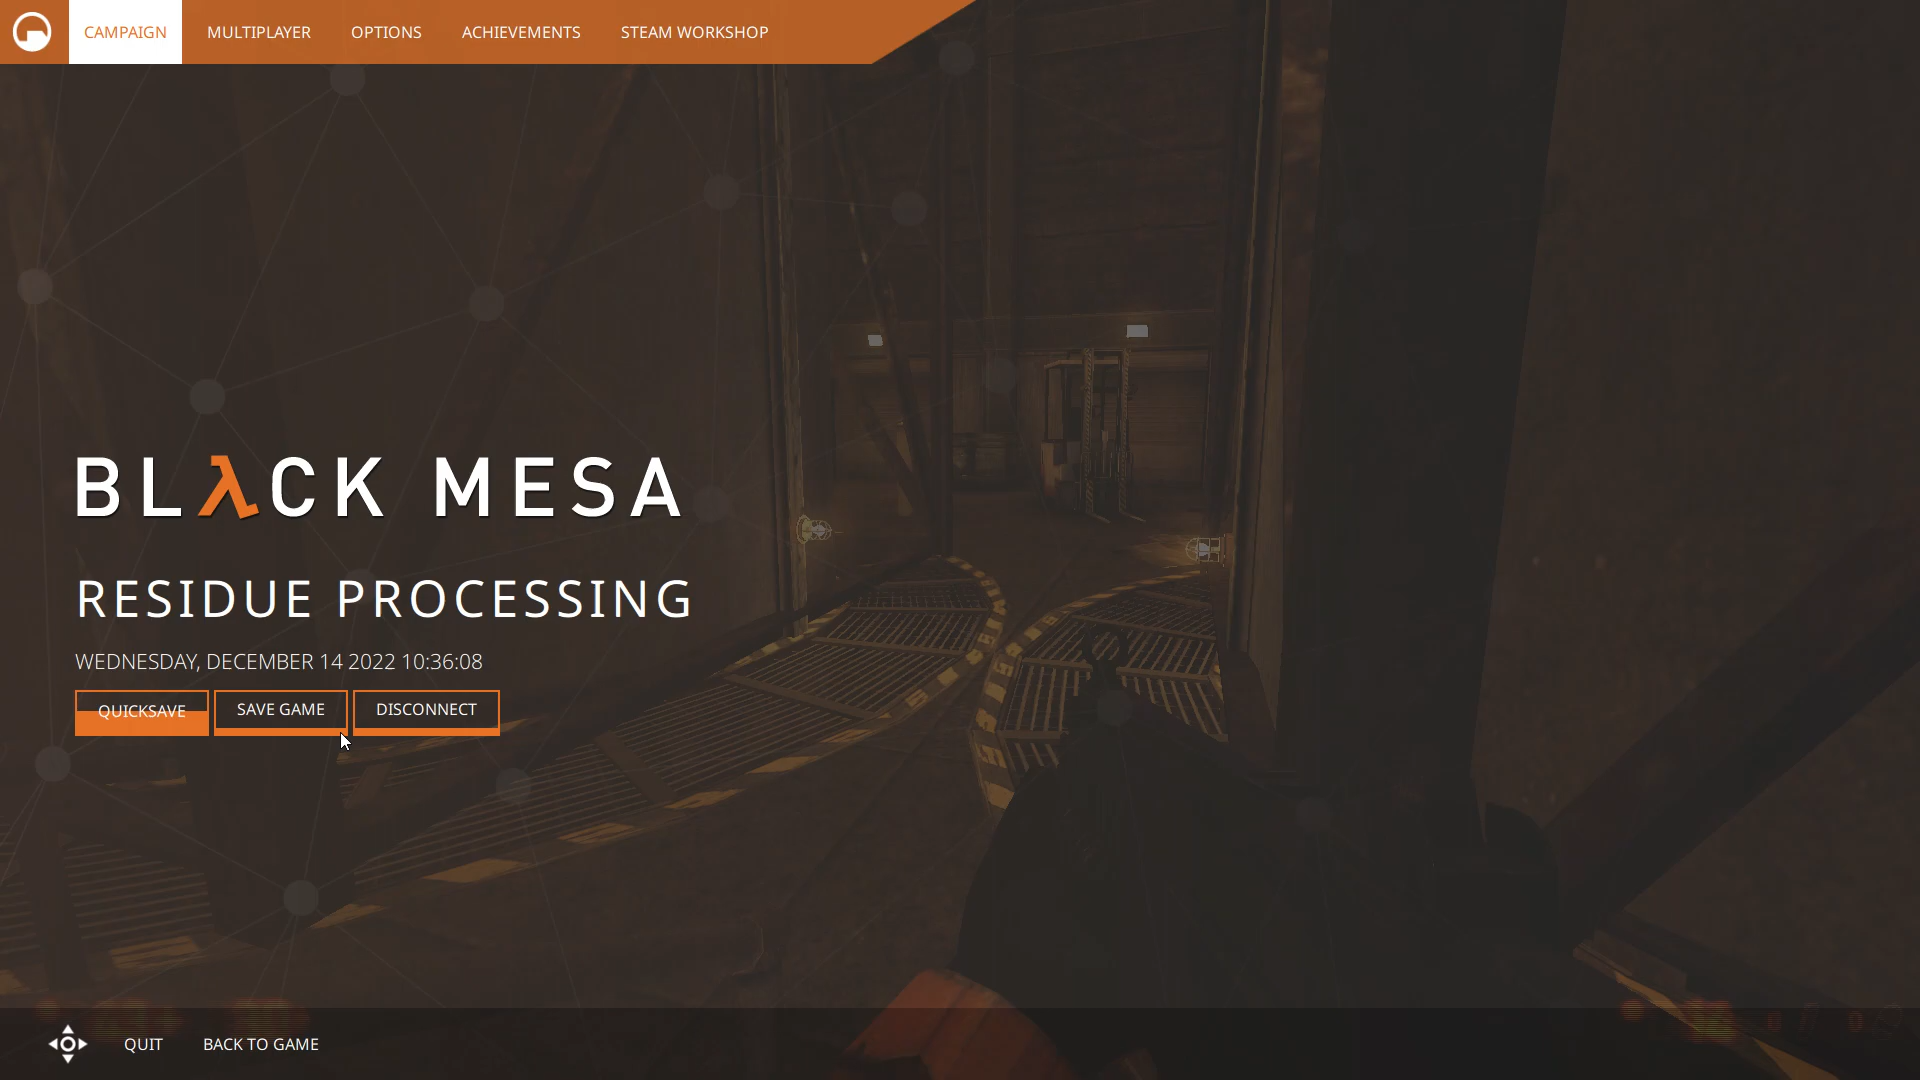 CAMPAIGN MULTIPLAYER OPTIONS ACHIEVEMENTS STEAM WORKSHOP
BLλCK MESA
RESIDUE PROCESSING
WEDNESDAY, DECEMBER 14 2022 10:36:08
QUICKSAVE SAVE GAME DISCONNECT
QUIT BACK TO GAME